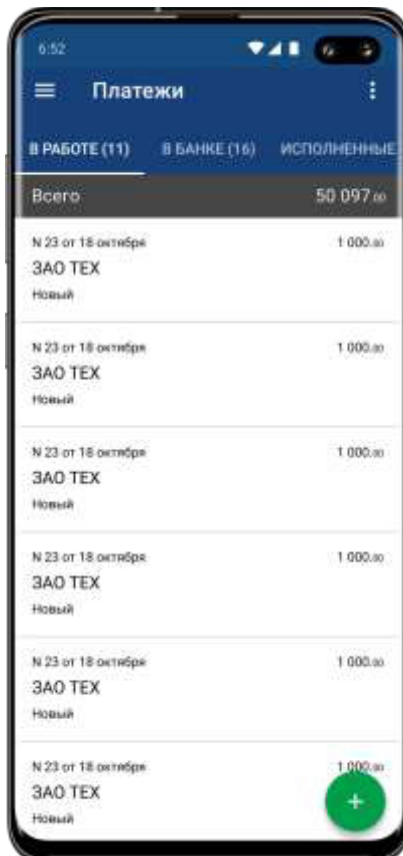 6:52
Платежи
В РАБОТЕ (11) В БАНКЕ (16) ИСПОЛНЕННЫЕ
Всего 50 097.00
N 23 от 18 октября 1 000.00
ЗАО ТЕХ
Новый
N 23 от 18 октября 1 000.00
ЗАО ТЕХ
Новый
N 23 от 18 октября 1 000.00
ЗАО ТЕХ
Новый
N 23 от 18 октября 1 000.00
ЗАО ТЕХ
Новый
N 23 от 18 октября 1 000.00
ЗАО ТЕХ
Новый
N 23 от 18 октября 1 000.00
ЗАО ТЕХ
Новый